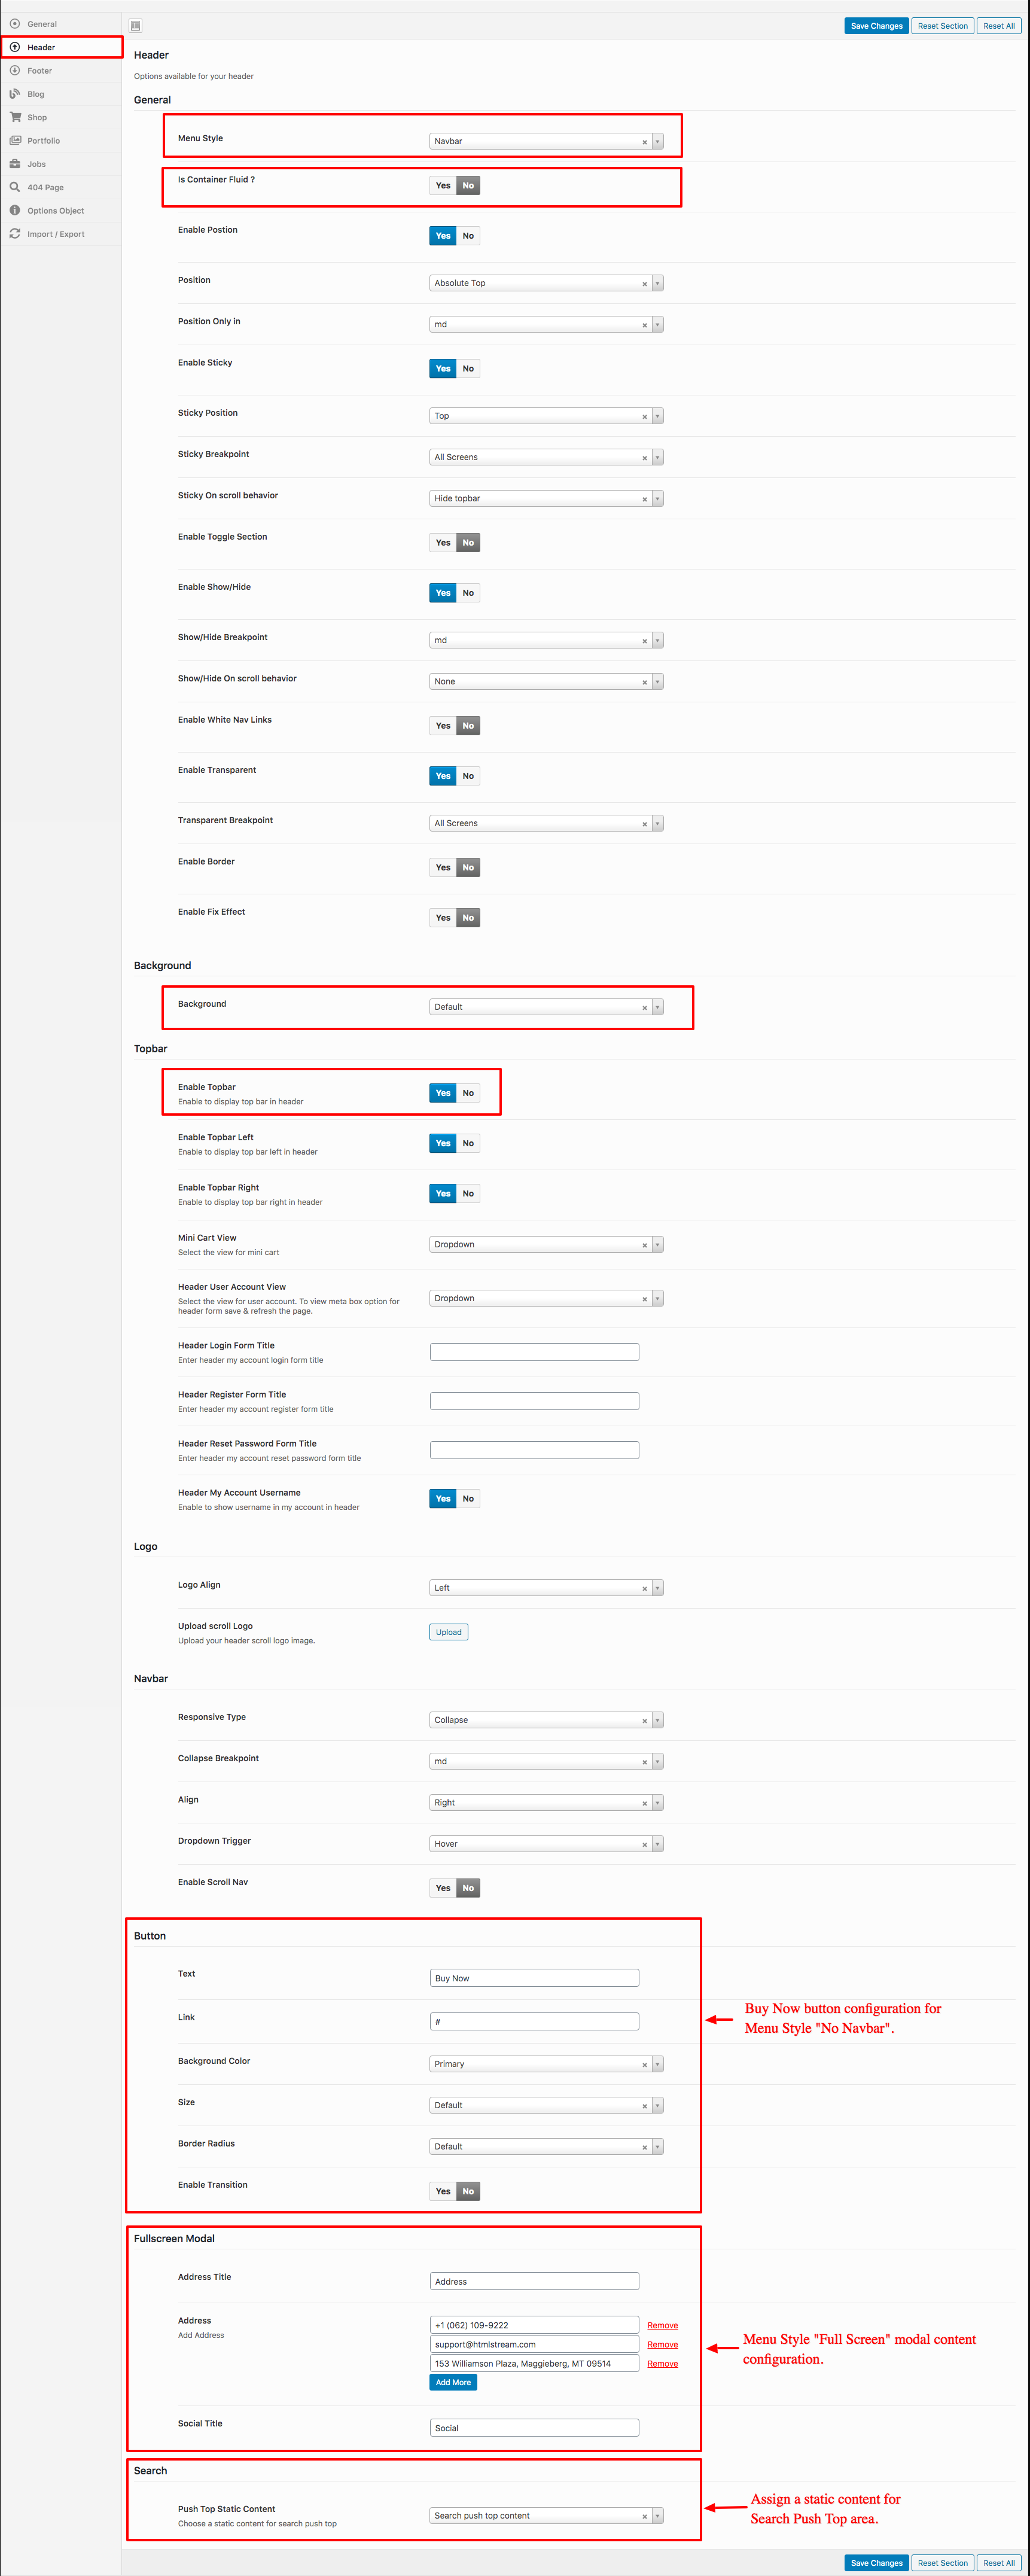 General
Header
Footer
Blog
Shop
Portfolio
Jobs
404 Page
Options Object
Import / Export
Save Changes Reset Section Reset All
Header
Options available for your header
General
Menu Style Navbar
Is Container Fluid ? Yes No
Enable Postion Yes No
Position Absolute Top
Position Only in md
Enable Sticky Yes No
Sticky Position Top
Sticky Breakpoint All Screens
Sticky On scroll behavior Hide topbar
Enable Toggle Section Yes No
Enable Show/Hide Yes No
Show/Hide Breakpoint md
Show/Hide On scroll behavior None
Enable White Nav Links Yes No
Enable Transparent Yes No
Transparent Breakpoint All Screens
Enable Border Yes No
Enable Fix Effect Yes No
Background
Background Default
Topbar
Enable Topbar Yes No
Enable to display top bar in header
Enable Topbar Left Yes No
Enable to display top bar left in header
Enable Topbar Right Yes No
Enable to display top bar right in header
Mini Cart View Dropdown
Select the view for mini cart
Header User Account View Dropdown
Select the view for user account. To view meta box option for
header form save & refresh the page.
Header Login Form Title
Enter header my account login form title
Header Register Form Title
Enter header my account register form title
Header Reset Password Form Title
Enter header my account reset password form title
Header My Account Username Yes No
Enable to show username in my account in header
Logo
Logo Align Left
Upload scroll Logo Upload
Upload your header scroll logo image.
Navbar
Responsive Type Collapse
Collapse Breakpoint md
Align Right
Dropdown Trigger Hover
Enable Scroll Nav Yes No
Button
Text Buy Now
Link #
Buy Now button configuration for
Menu Style "No Navbar".
Background Color Primary
Size Default
Border Radius Default
Enable Transition Yes No
Fullscreen Modal
Address Title Address
Address +1 (062) 109-9222 Remove
Add Address support@htmlstream.com Remove
153 Williamson Plaza, Maggieberg, MT 09514 Remove
Add More
Menu Style "Full Screen" modal content
configuration.
Social Title Social
Search
Push Top Static Content Search push top content
Choose a static content for search push top
Assign a static content for
Search Push Top area.
Save Changes Reset Section Reset All